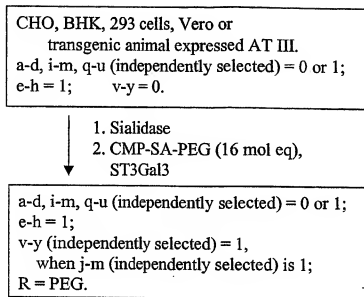 CHO, BHK, 293 cells, Vero or
transgenic animal expressed AT III.
a-d, i-m, q-u (independently selected) = 0 or 1;
e-h = 1; v-y = 0.
1. Sialidase
2. CMP-SA-PEG (16 mol eq),
ST3Gal3
a-d, i-m, q-u (independently selected) = 0 or 1;
e-h = 1;
v-y (independently selected) = 1,
when j-m (independently selected) is 1;
R = PEG.